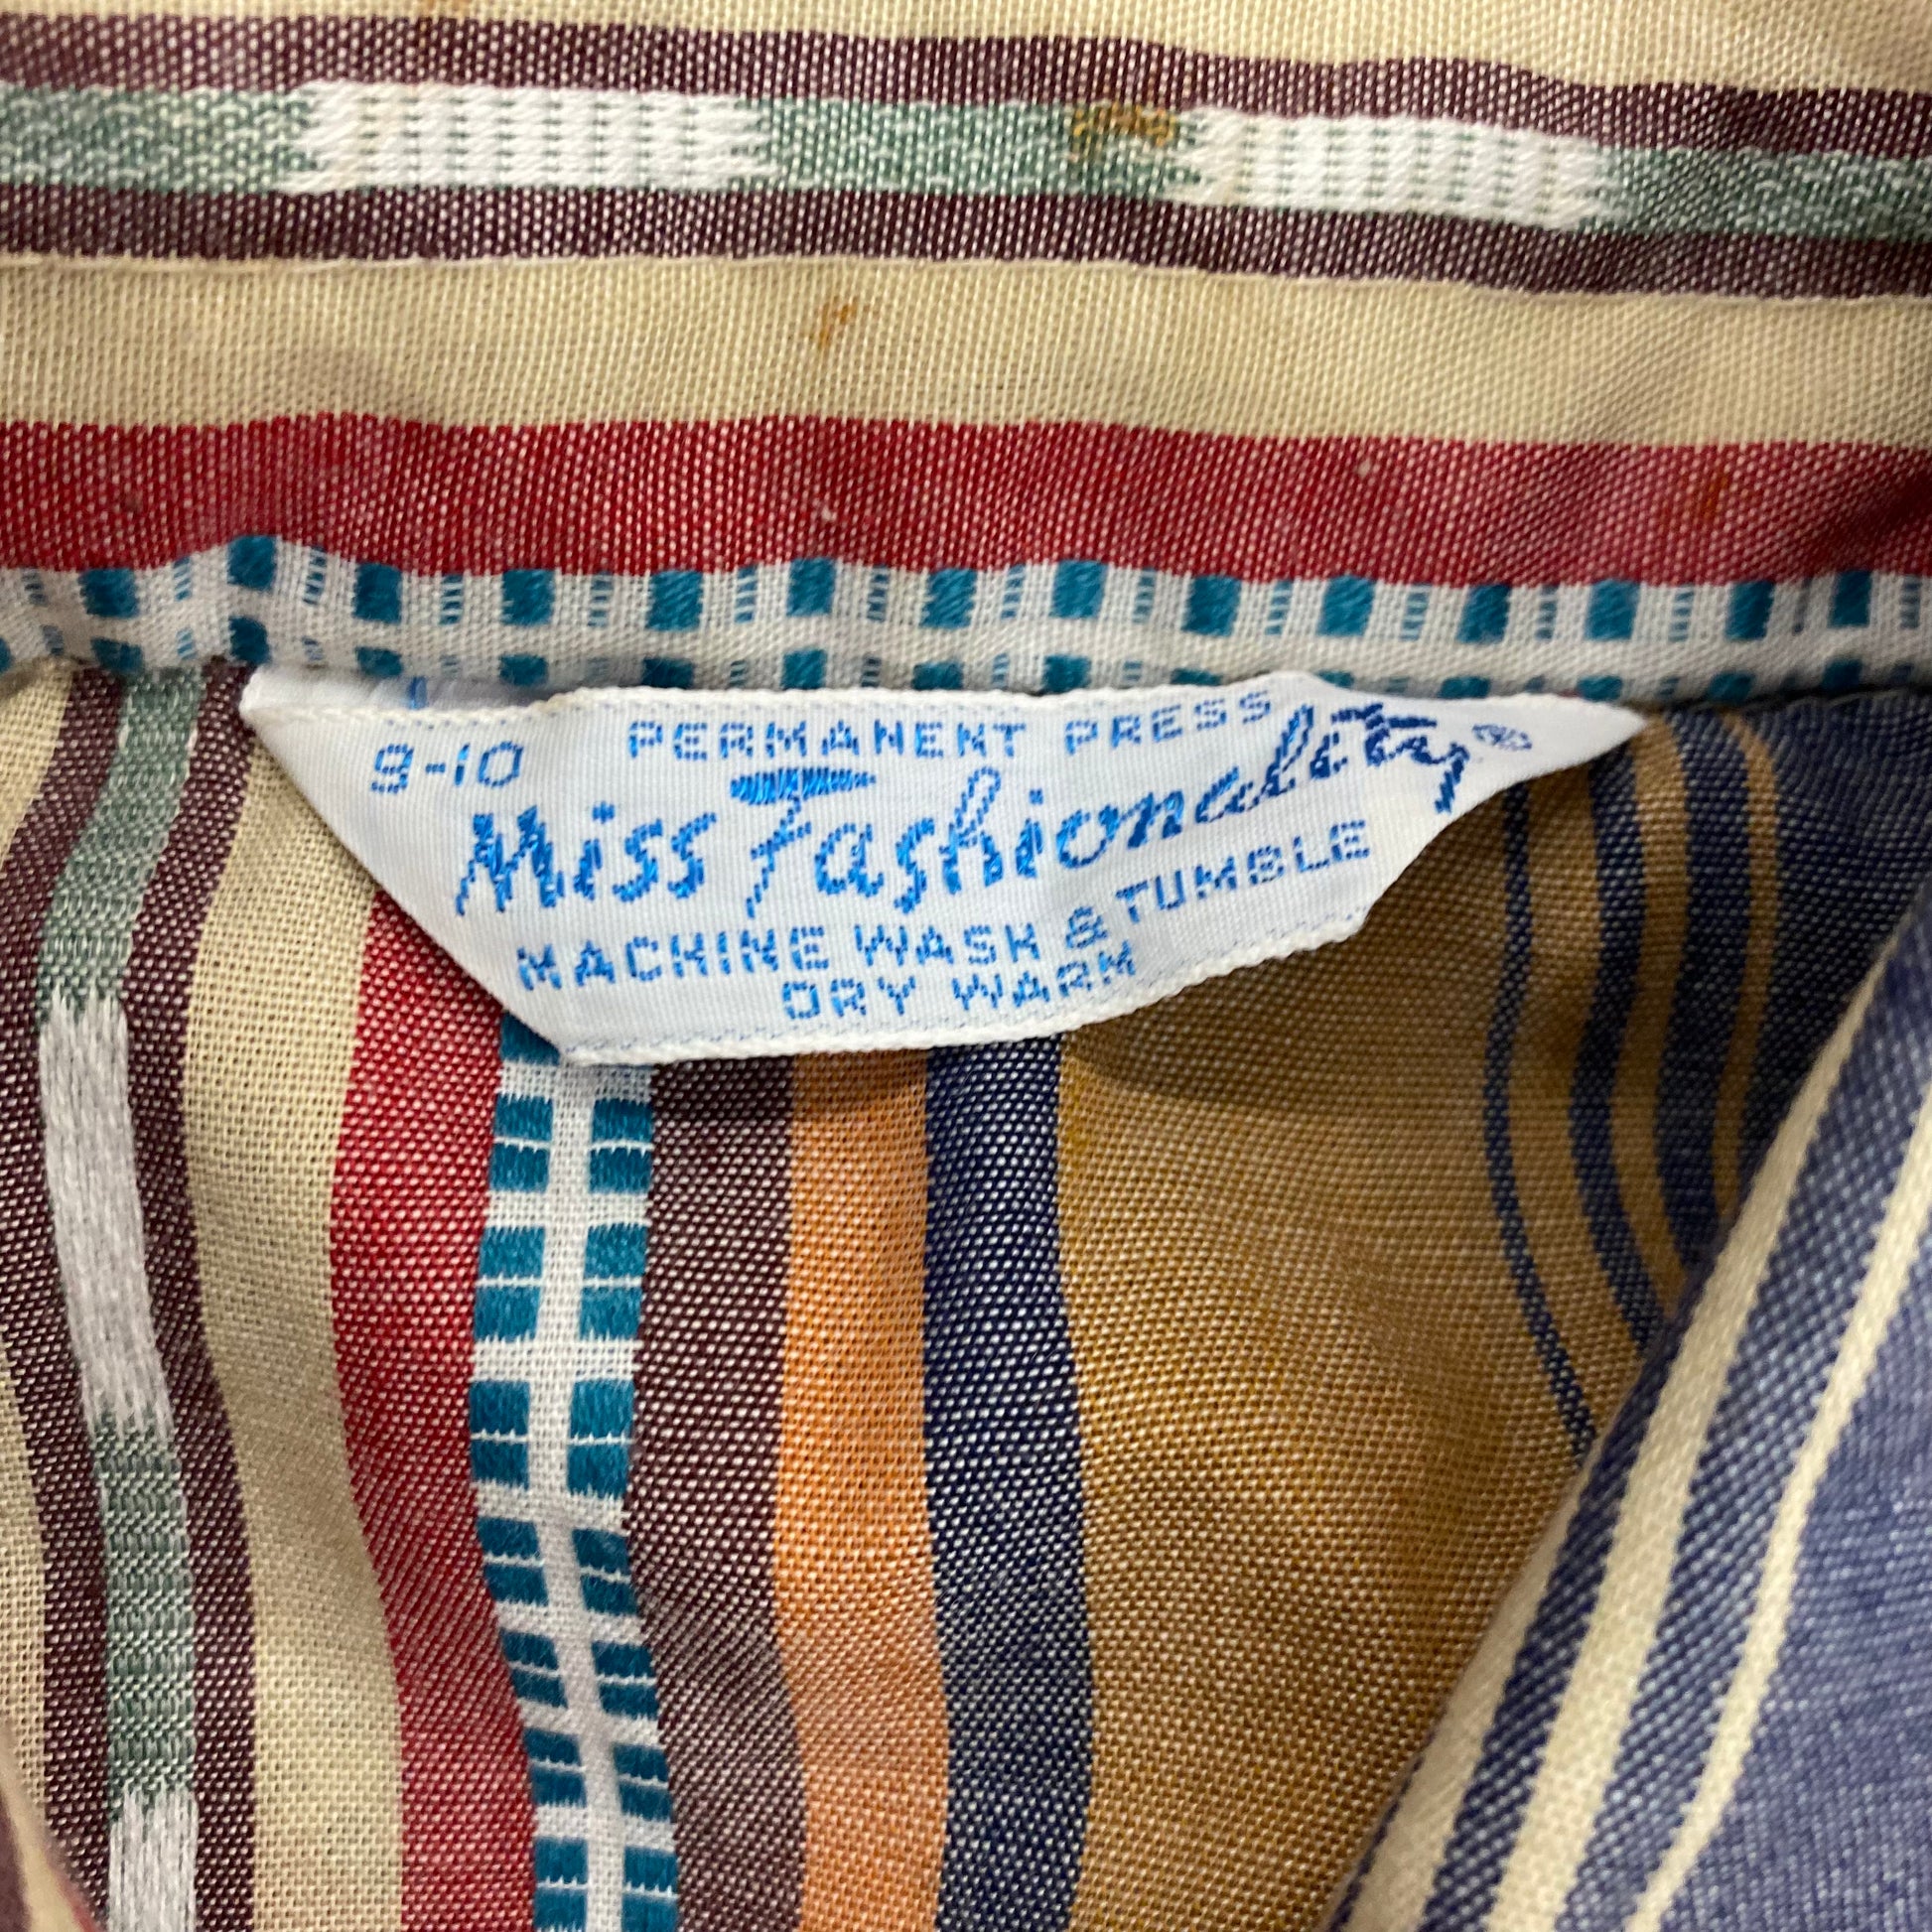 9-10 PERMANENT PRESS
Miss Fashionality ®
MACHINE WASH & TUMBLE
DRY WARM